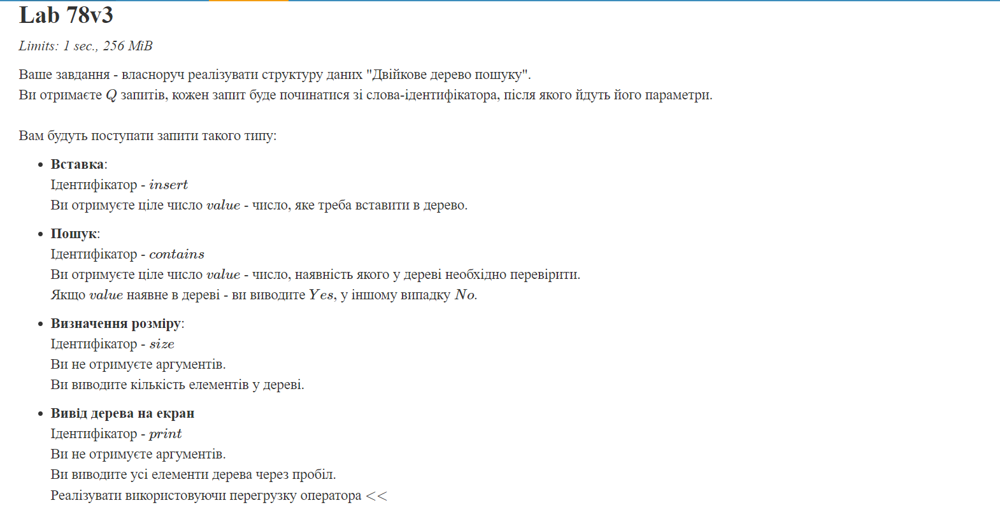 Lab 78v3
Limits: 1 sec., 256 MiB
Ваше завдання - власноруч реалізувати структуру даних "Двійкове дерево пошуку".
Ви отримаєте Q запитів, кожен запит буде починатися зі слова-ідентифікатора, після якого йдуть його параметри.
Вам будуть поступати запити такого типу:
• Вставка:
Ідентифікатор - insert
Ви отримуєте ціле число value - число, яке треба вставити в дерево.
• Пошук:
Ідентифікатор - contains
Ви отримуєте ціле число value - число, наявність якого у дереві необхідно перевірити.
Якщо value наявне в дереві - ви виводите Yes, у іншому випадку No.
• Визначення розміру:
Ідентифікатор - size
Ви не отримуєте аргументів.
Ви виводите кількість елементів у дереві.
• Вивід дерева на екран
Ідентифікатор - print
Ви не отримуєте аргументів.
Ви виводите усі елементи дерева через пробіл.
Реалізувати використовуючи перегрузку оператора <<